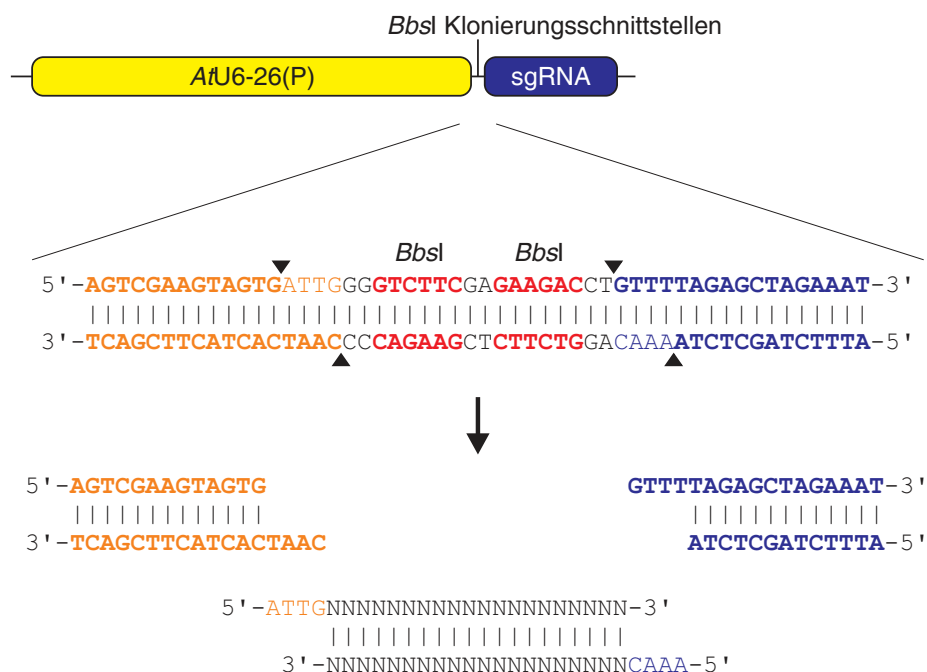 BbsI Klonierungsschnittstellen
AtU6-26(P) sgRNA
BbsI BbsI
5'-AGTCGAAGTAGTGATTGGGGTCTTCGAGAAGACCTGTTTTAGAGCTAGAAAT-3'
3'-TCAGCTTCATCACTAACCCCAGAAGCTCTTCTGGACAAAATCTCGATCTTTA-5'
5'-AGTCGAAGTAGTG GTTTTAGAGCTAGAAAT-3'
3'-TCAGCTTCATCACTAAC ATCTCGATCTTTA-5'
5'-ATTGNNNNNNNNNNNNNNNNNNNN-3'
3'-NNNNNNNNNNNNNNNNNNNNCAAA-5'